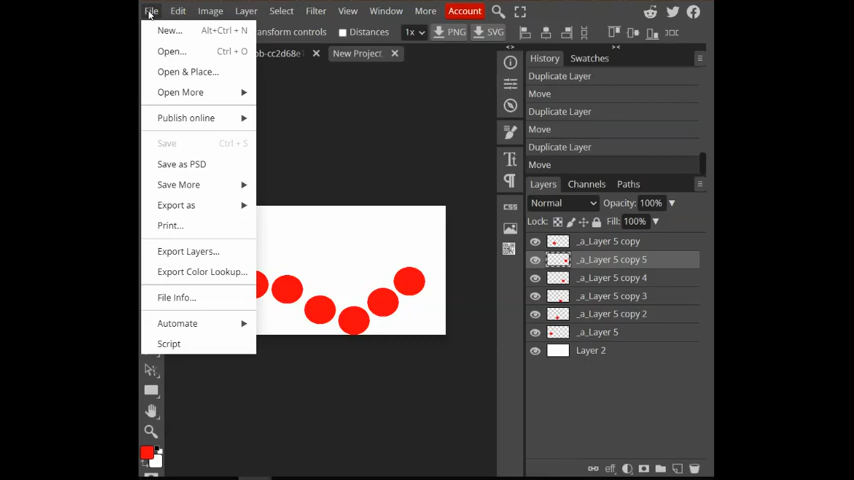 File Edit Image Layer Select Filter View Window More Account
ransform controls Distances 1x PNG SVG
bb-cc2d68e1 New Project
New... Alt+Ctrl + N
Open... Ctrl + O
Open & Place...
Open More
Publish online
Save Ctrl + S
Save as PSD
Save More
Export as
Print...
Export Layers...
Export Color Lookup...
File Info...
Automate
Script
History Swatches
Duplicate Layer
Move
Duplicate Layer
Move
Duplicate Layer
Move
Layers Channels Paths
Normal Opacity: 100%
Lock: Fill: 100%
_a_Layer 5 copy
_a_Layer 5 copy 5
_a_Layer 5 copy 4
_a_Layer 5 copy 3
_a_Layer 5 copy 2
_a_Layer 5
Layer 2
CSS
eff